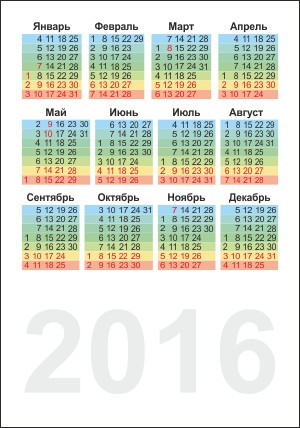 Январь Февраль Март Апрель
4 11 18 25 1 8 15 22 29 7 14 21 28 4 11 18 25
5 12 19 26 2 9 16 23 1 8 15 22 29 5 12 19 26
6 13 20 27 3 10 17 24 2 9 16 23 30 6 13 20 27
7 14 21 28 4 11 18 25 3 10 17 24 31 7 14 21 28
1 8 15 22 29 5 12 19 26 4 11 18 25 1 8 15 22 29
2 9 16 23 30 6 13 20 27 5 12 19 26 2 9 16 23 30
3 10 17 24 31 7 14 21 28 6 13 20 27 3 10 17 24
Май Июнь Июль Август
2 9 16 23 30 6 13 20 27 4 11 18 25 1 8 15 22 29
3 10 17 24 31 7 14 21 28 5 12 19 26 2 9 16 23 30
4 11 18 25 1 8 15 22 29 6 13 20 27 3 10 17 24 31
5 12 19 26 2 9 16 23 30 7 14 21 28 4 11 18 25
6 13 20 27 3 10 17 24 1 8 15 22 29 5 12 19 26
7 14 21 28 4 11 18 25 2 9 16 23 30 6 13 20 27
1 8 15 22 29 5 12 19 26 3 10 17 24 31 7 14 21 28
Сентябрь Октябрь Ноябрь Декабрь
5 12 19 26 3 10 17 24 31 7 14 21 28 5 12 19 26
6 13 20 27 4 11 18 25 1 8 15 22 29 6 13 20 27
7 14 21 28 5 12 19 26 2 9 16 23 30 7 14 21 28
1 8 15 22 29 6 13 20 27 3 10 17 24 1 8 15 22 29
2 9 16 23 30 7 14 21 28 4 11 18 25 2 9 16 23 30
3 10 17 24 1 8 15 22 29 5 12 19 26 3 10 17 24 31
4 11 18 25 2 9 16 23 30 6 13 20 27 4 11 18 25
2016